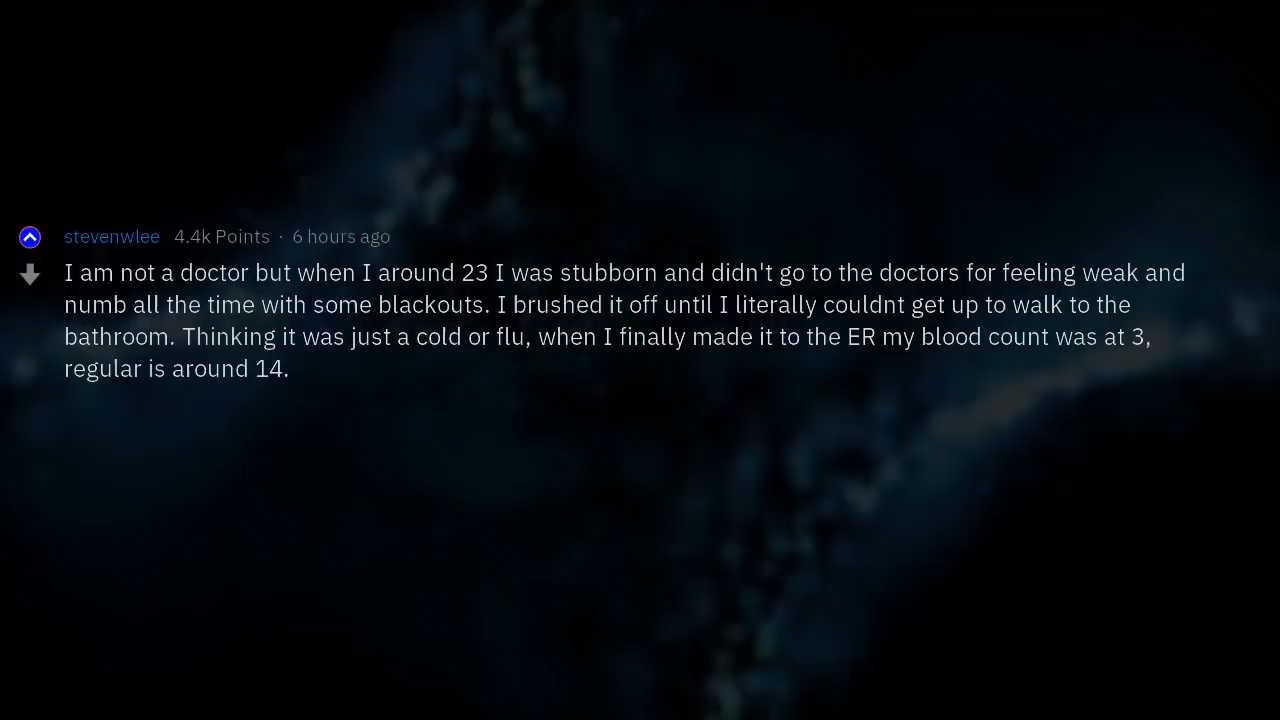 stevenwlee 4.4k Points · 6 hours ago
I am not a doctor but when I around 23 I was stubborn and didn't go to the doctors for feeling weak and
numb all the time with some blackouts. I brushed it off until I literally couldnt get up to walk to the
bathroom. Thinking it was just a cold or flu, when I finally made it to the ER my blood count was at 3,
regular is around 14.